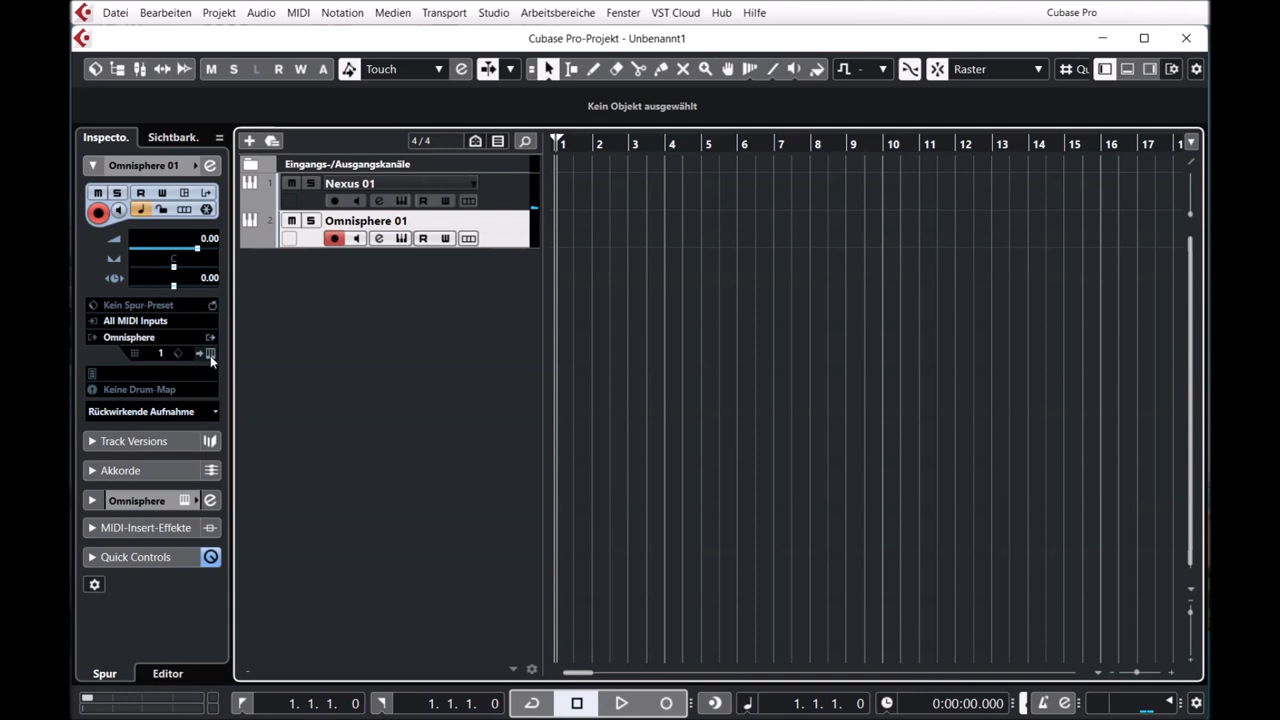 Datei Bearbeiten Projekt Audio MIDI Notation Medien Transport Studio Arbeitsbereiche Fenster VST Cloud Hub Hilfe Cubase Pro
Cubase Pro-Projekt - Unbenannt1
M S L R W A Touch - Raster
Kein Objekt ausgewählt
Inspecto. Sichtbark. 4/4 1 2 3 4 5 6 7 8 9 10 11 12 13 14 15 16 17
Omnisphere 01 Eingangs-/Ausgangskanäle
1 m S Nexus 01
R W
m S R W
2 m S Omnisphere 01
e R W
0.00
C
0.00
Kein Spur-Preset
All MIDI Inputs
Omnisphere
1
Keine Drum-Map
Rückwirkende Aufnahme
Track Versions
Akkorde
Omnisphere
MIDI-Insert-Effekte
Quick Controls
Spur Editor
1. 1. 1. 0 1. 1. 1. 0 1. 1. 1. 0 0:00:00.000